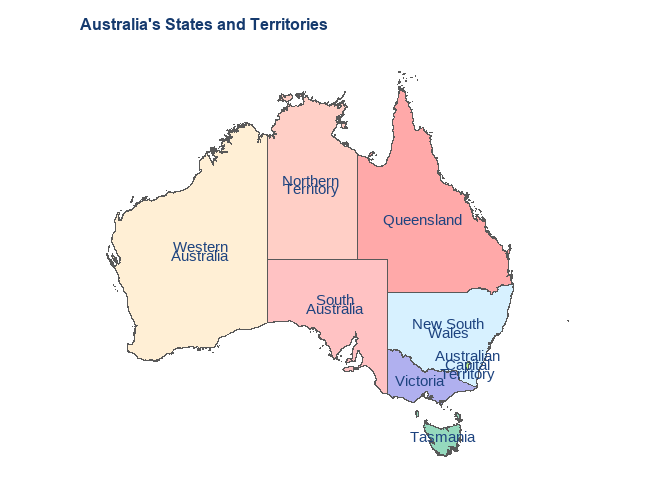 Australia's States and Territories
Northern
Territory
Queensland
Western
Australia
South
Australia
New South
Wales
Australian
Capital
Territory
Victoria
Tasmania